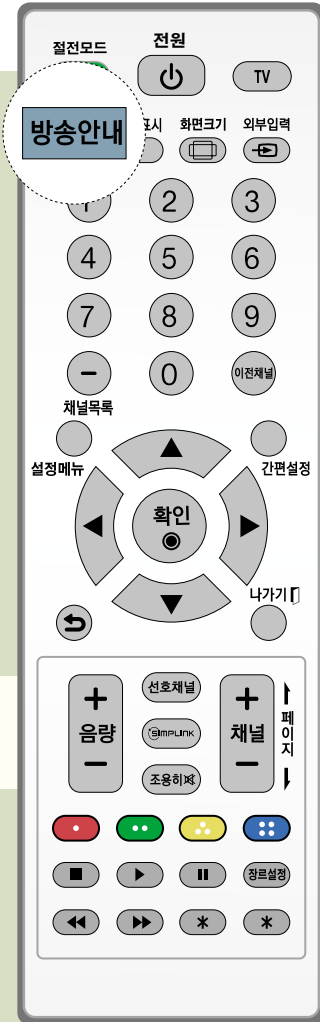 절전모드
전원
TV
방송안내
표시
화면크기
외부입력
1 2 3
4 5 6
7 8 9
- 0 이전채널
채널목록
설정메뉴
간편설정
확인
나가기
+ 음량 -
선호채널
SIMPLINK
조용히
+ 채널 -
페이지
장르설정
* *